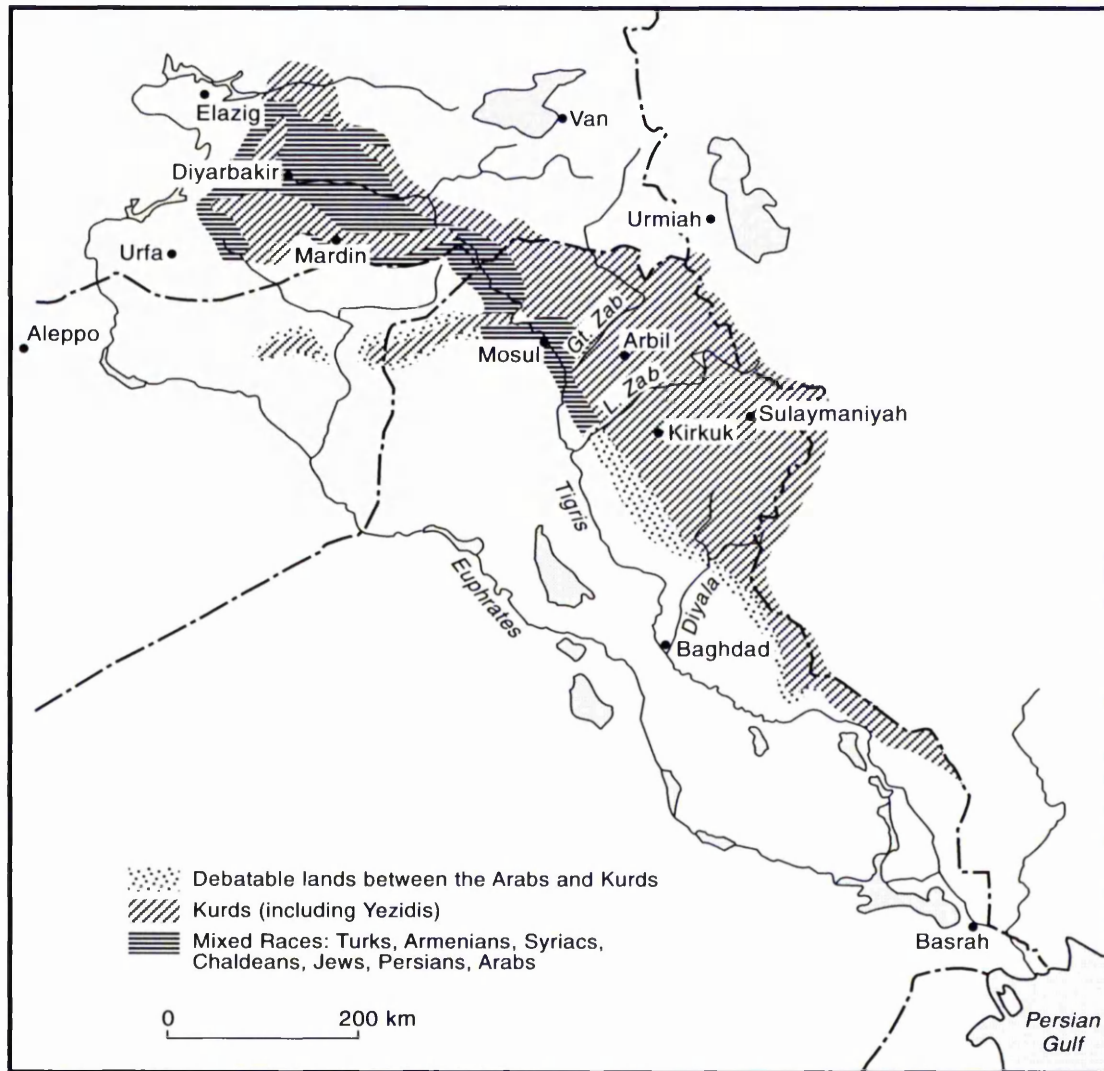 Elazig
Van
Diyarbakir
Urmiah
Urfa
Mardin
Aleppo
Gt. Zab
Mosul
Arbil
L. Zab
Sulaymaniyah
Kirkuk
Tigris
Euphrates
Diyala
Baghdad
Debatable lands between the Arabs and Kurds
Kurds (including Yezidis)
Mixed Races: Turks, Armenians, Syriacs,
Chaldeans, Jews, Persians, Arabs
Basrah
0 200 km
Persian
Gulf